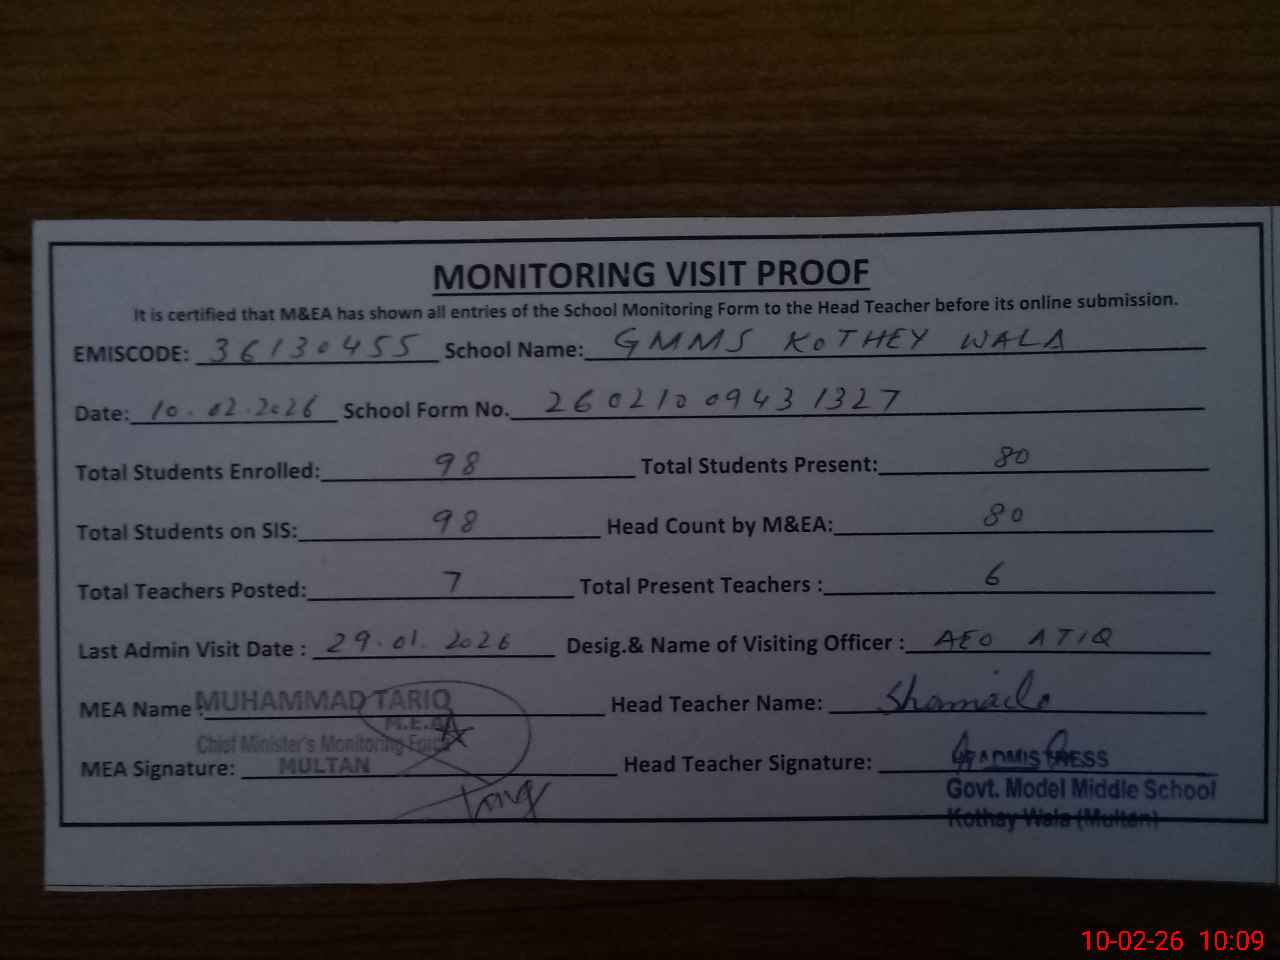 MONITORING VISIT PROOF
It is certified that M&EA has shown all entries of the School Monitoring Form to the Head Teacher before its online submission.
EMISCODE: 36130455 School Name: GMMS KOTHEY WALA
Date: 10.02.2026 School Form No. 2602100943 1327
Total Students Enrolled: 98 Total Students Present: 80
Total Students on SIS: 98 Head Count by M&EA: 80
Total Teachers Posted: 7 Total Present Teachers : 6
Last Admin Visit Date : 29.01.2026 Desig.& Name of Visiting Officer : AEO ATIQ
MEA Name : MUHAMMAD TARIQ Head Teacher Name: Shamaila
M.E.A
Chief Minister's Monitoring Force
MEA Signature: MULTAN Head Teacher Signature:
Govt. Model Middle School
Kothay Wala (Multan)
10-02-26 10:09